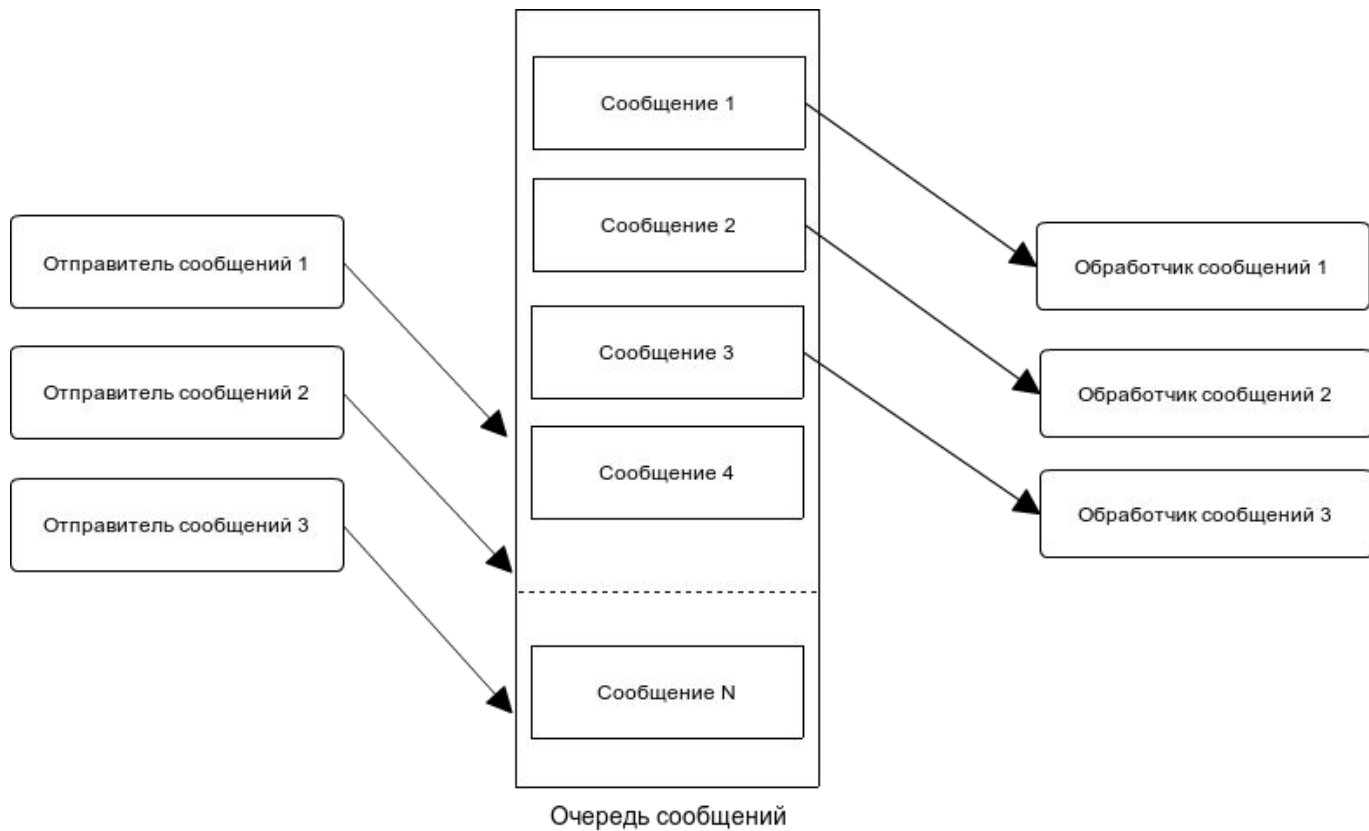 Отправитель сообщений 1
Отправитель сообщений 2
Отправитель сообщений 3
Сообщение 1
Сообщение 2
Сообщение 3
Сообщение 4
Сообщение N
Обработчик сообщений 1
Обработчик сообщений 2
Обработчик сообщений 3
Очередь сообщений